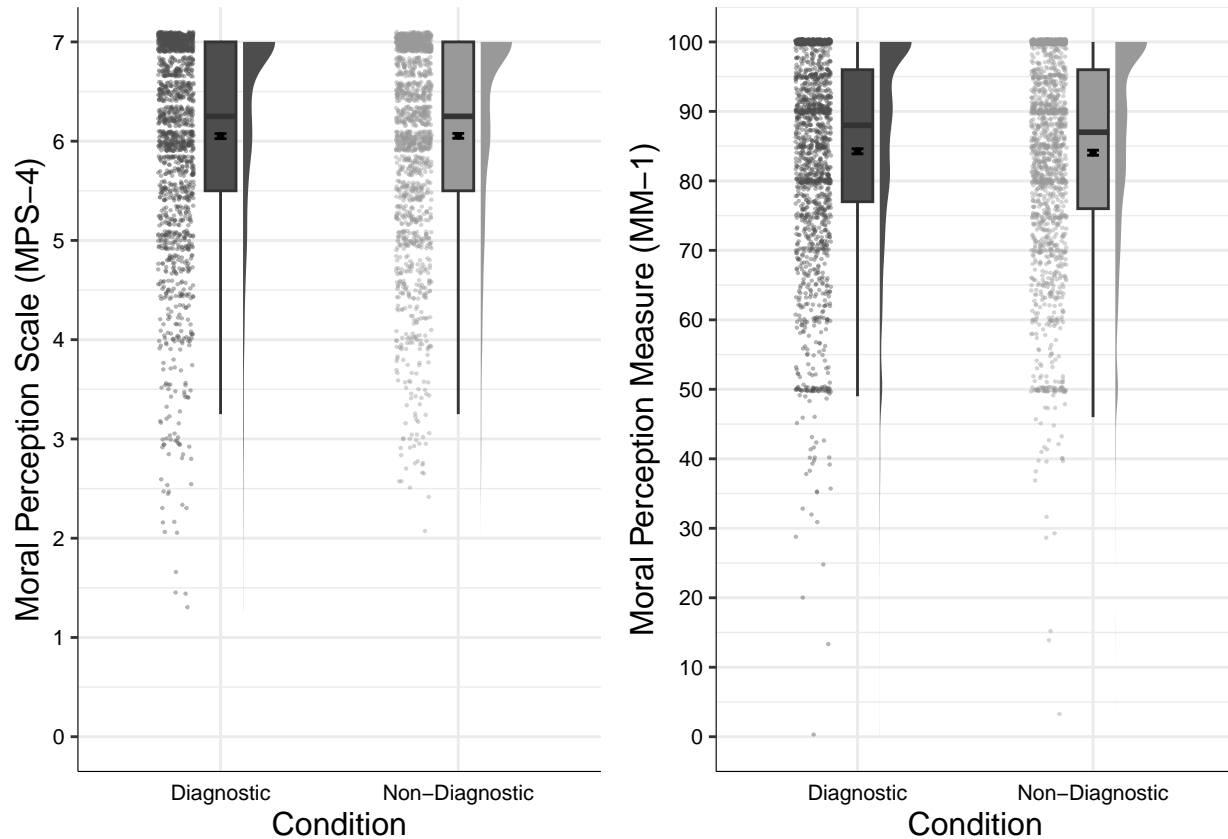 Moral Perception Scale (MPS−4)
7
6
5
4
3
2
1
0
Diagnostic
Non−Diagnostic
Condition
Moral Perception Measure (MM−1)
100
90
80
70
60
50
40
30
20
10
0
Diagnostic
Non−Diagnostic
Condition